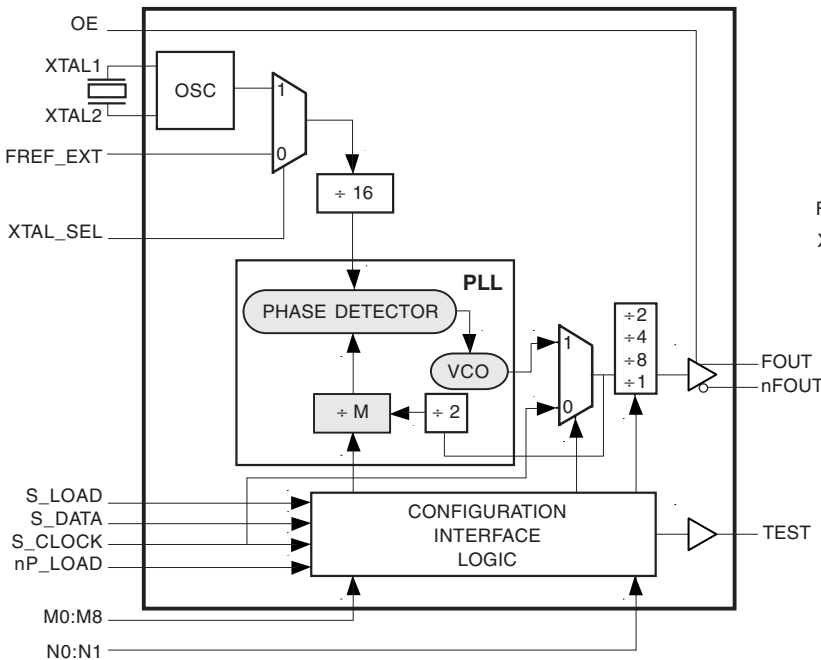 OE
XTAL1
OSC
XTAL2
1
0
FREF_EXT
÷ 16
XTAL_SEL
PLL
PHASE DETECTOR
VCO
÷ M
÷ 2
1
0
÷2
÷4
÷8
÷1
FOUT
nFOUT
S_LOAD
S_DATA
S_CLOCK
nP_LOAD
CONFIGURATION
INTERFACE
LOGIC
TEST
M0:M8
N0:N1